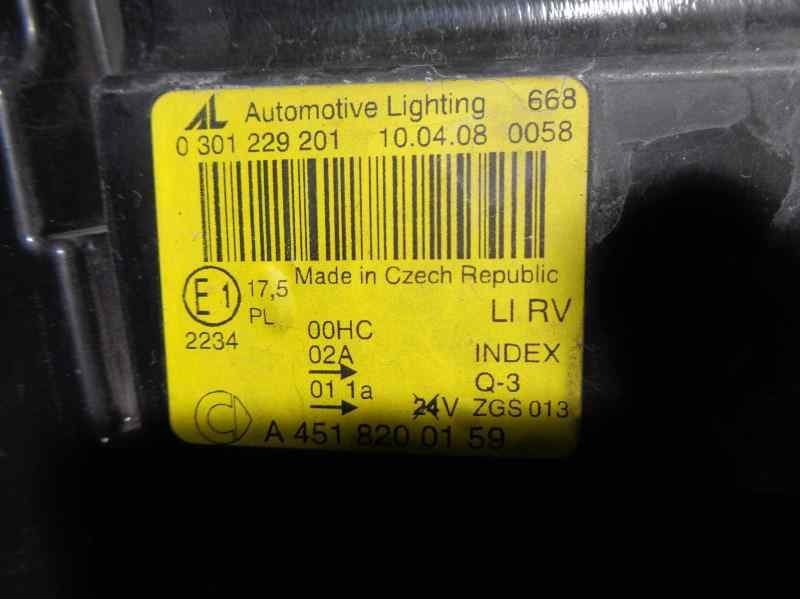 AL Automotive Lighting 668
0 301 229 201 10.04.08 0058
Made in Czech Republic
E1 17,5
PL
2234
LI RV
00HC
02A
INDEX
01 1a
Q-3
24V ZGS 013
A 451 820 01 59